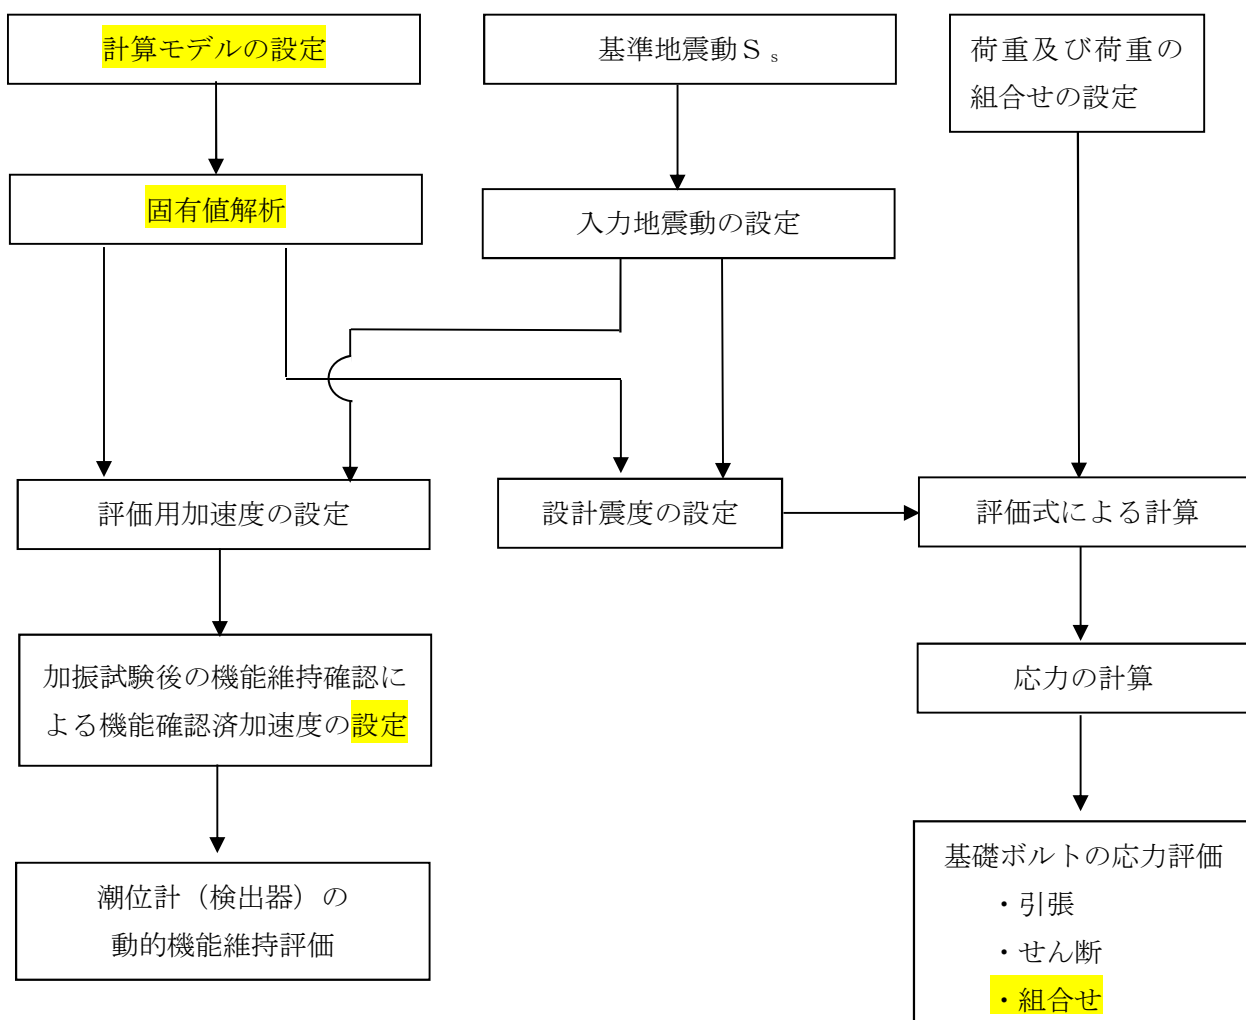 計算モデルの設定
基準地震動Ｓs
荷重及び荷重の
組合せの設定
固有値解析
入力地震動の設定
評価用加速度の設定
設計震度の設定
評価式による計算
加振試験後の機能維持確認に
よる機能確認済加速度の設定
応力の計算
潮位計（検出器）の
動的機能維持評価
基礎ボルトの応力評価
・引張
・せん断
・組合せ